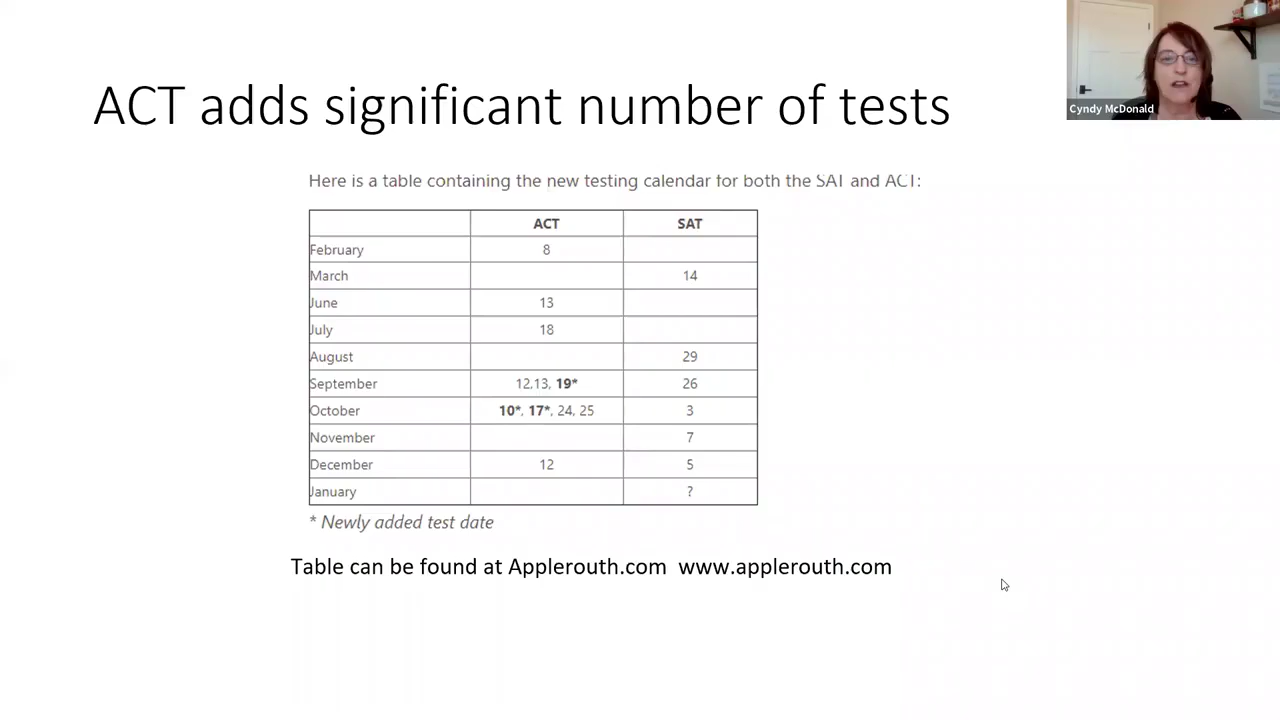 ACT adds significant number of tests
Cyndy McDonald
Here is a table containing the new testing calendar for both the SAT and ACT:
ACT SAT
February 8
March 14
June 13
July 18
August 29
September 12,13, 19* 26
October 10*, 17*, 24, 25 3
November 7
December 12 5
January ?
* Newly added test date
Table can be found at Applerouth.com www.applerouth.com